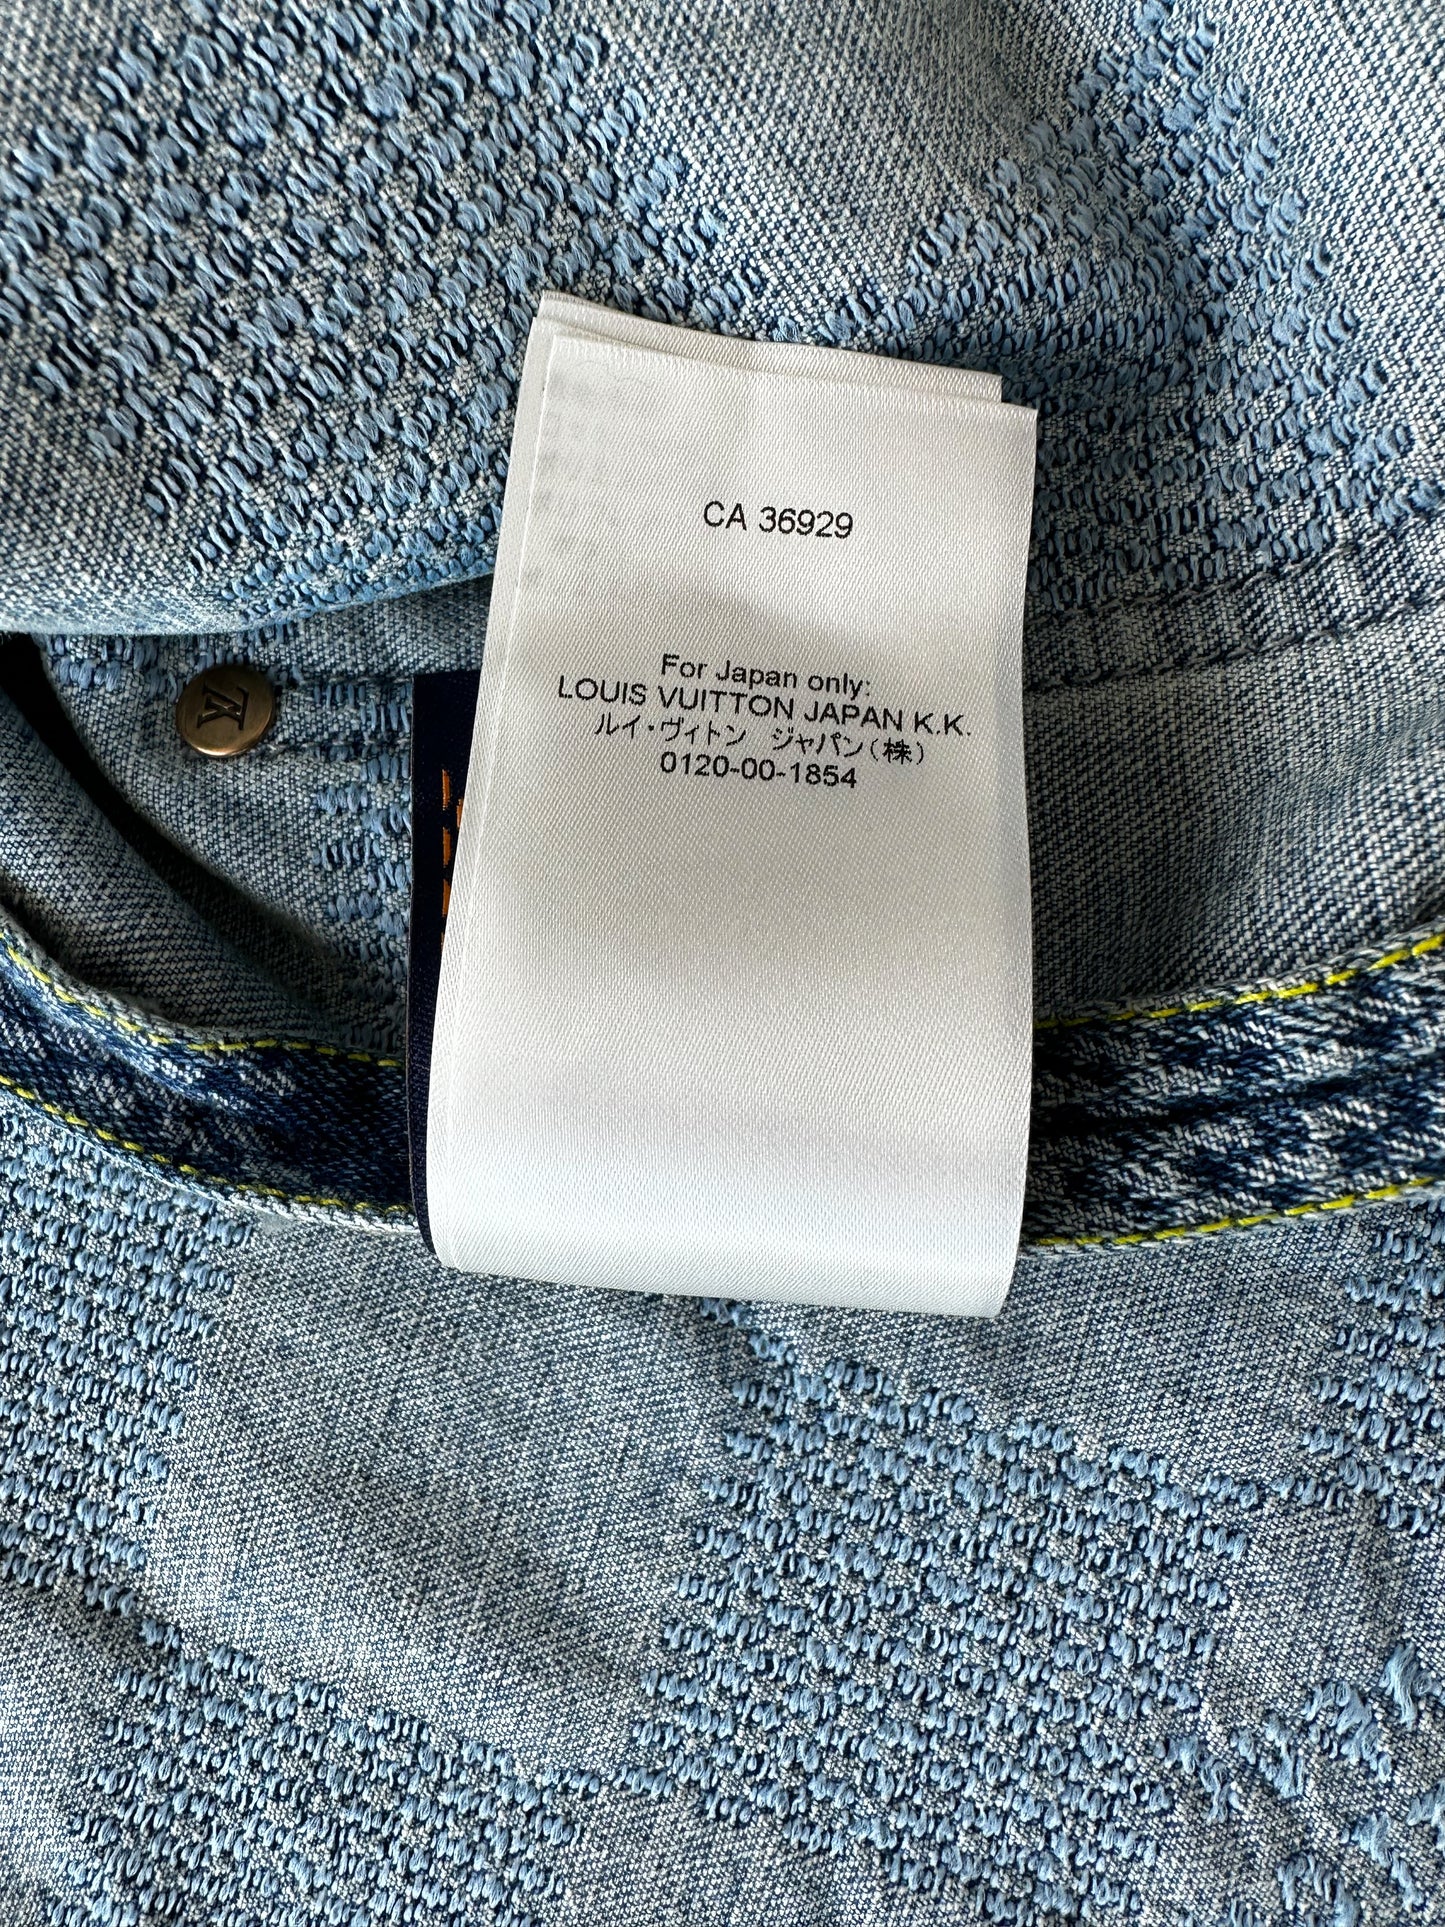 CA 36929
For Japan only:
LOUIS VUITTON JAPAN K.K.
ルイ・ヴィトン ジャパン(株)
0120-00-1854
LV